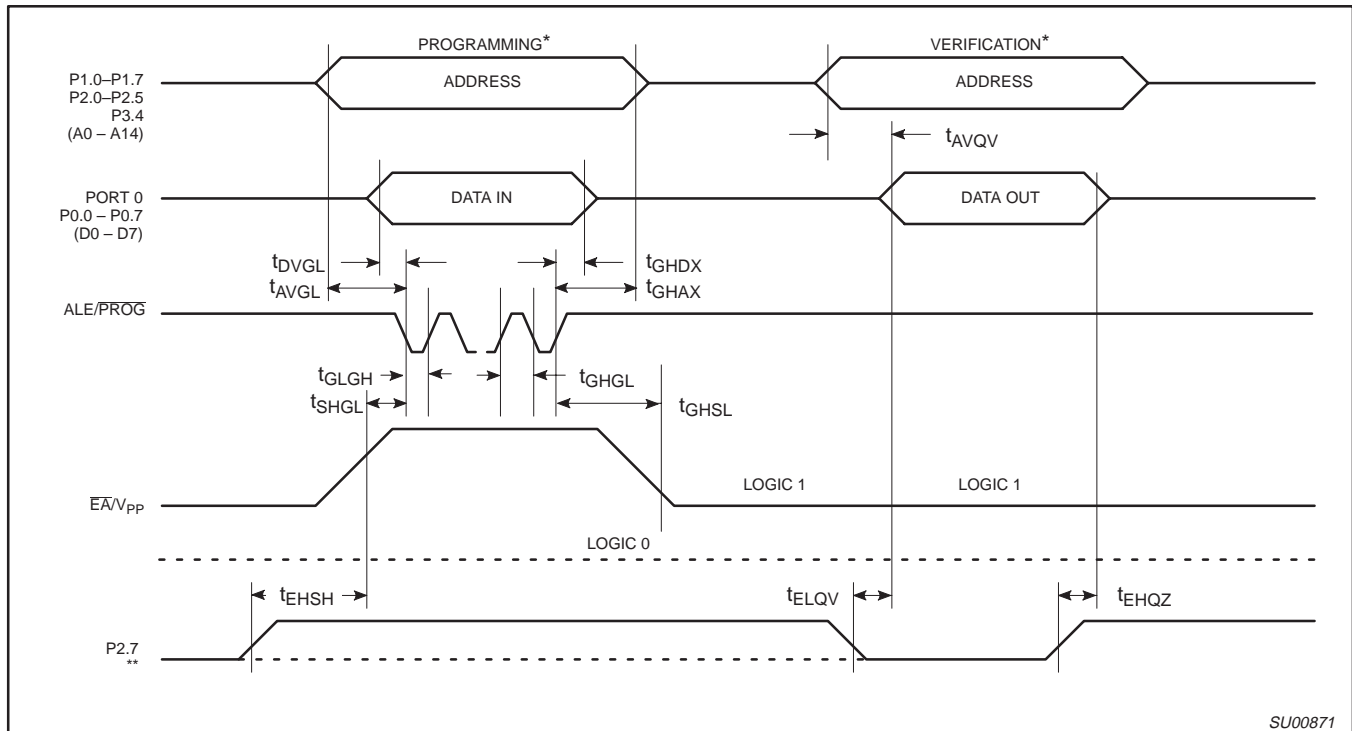 PROGRAMMING*
VERIFICATION*
P1.0–P1.7
P2.0–P2.5
P3.4
(A0 – A14)
ADDRESS
ADDRESS
tAVQV
PORT 0
P0.0 – P0.7
(D0 – D7)
DATA IN
DATA OUT
tDVGL
tGHDX
tAVGL
tGHAX
ALE/PROG
tGLGH
tGHGL
tSHGL
tGHSL
EA/VPP
LOGIC 1
LOGIC 1
LOGIC 0
tEHSH
tELQV
tEHQZ
P2.7
**
SU00871